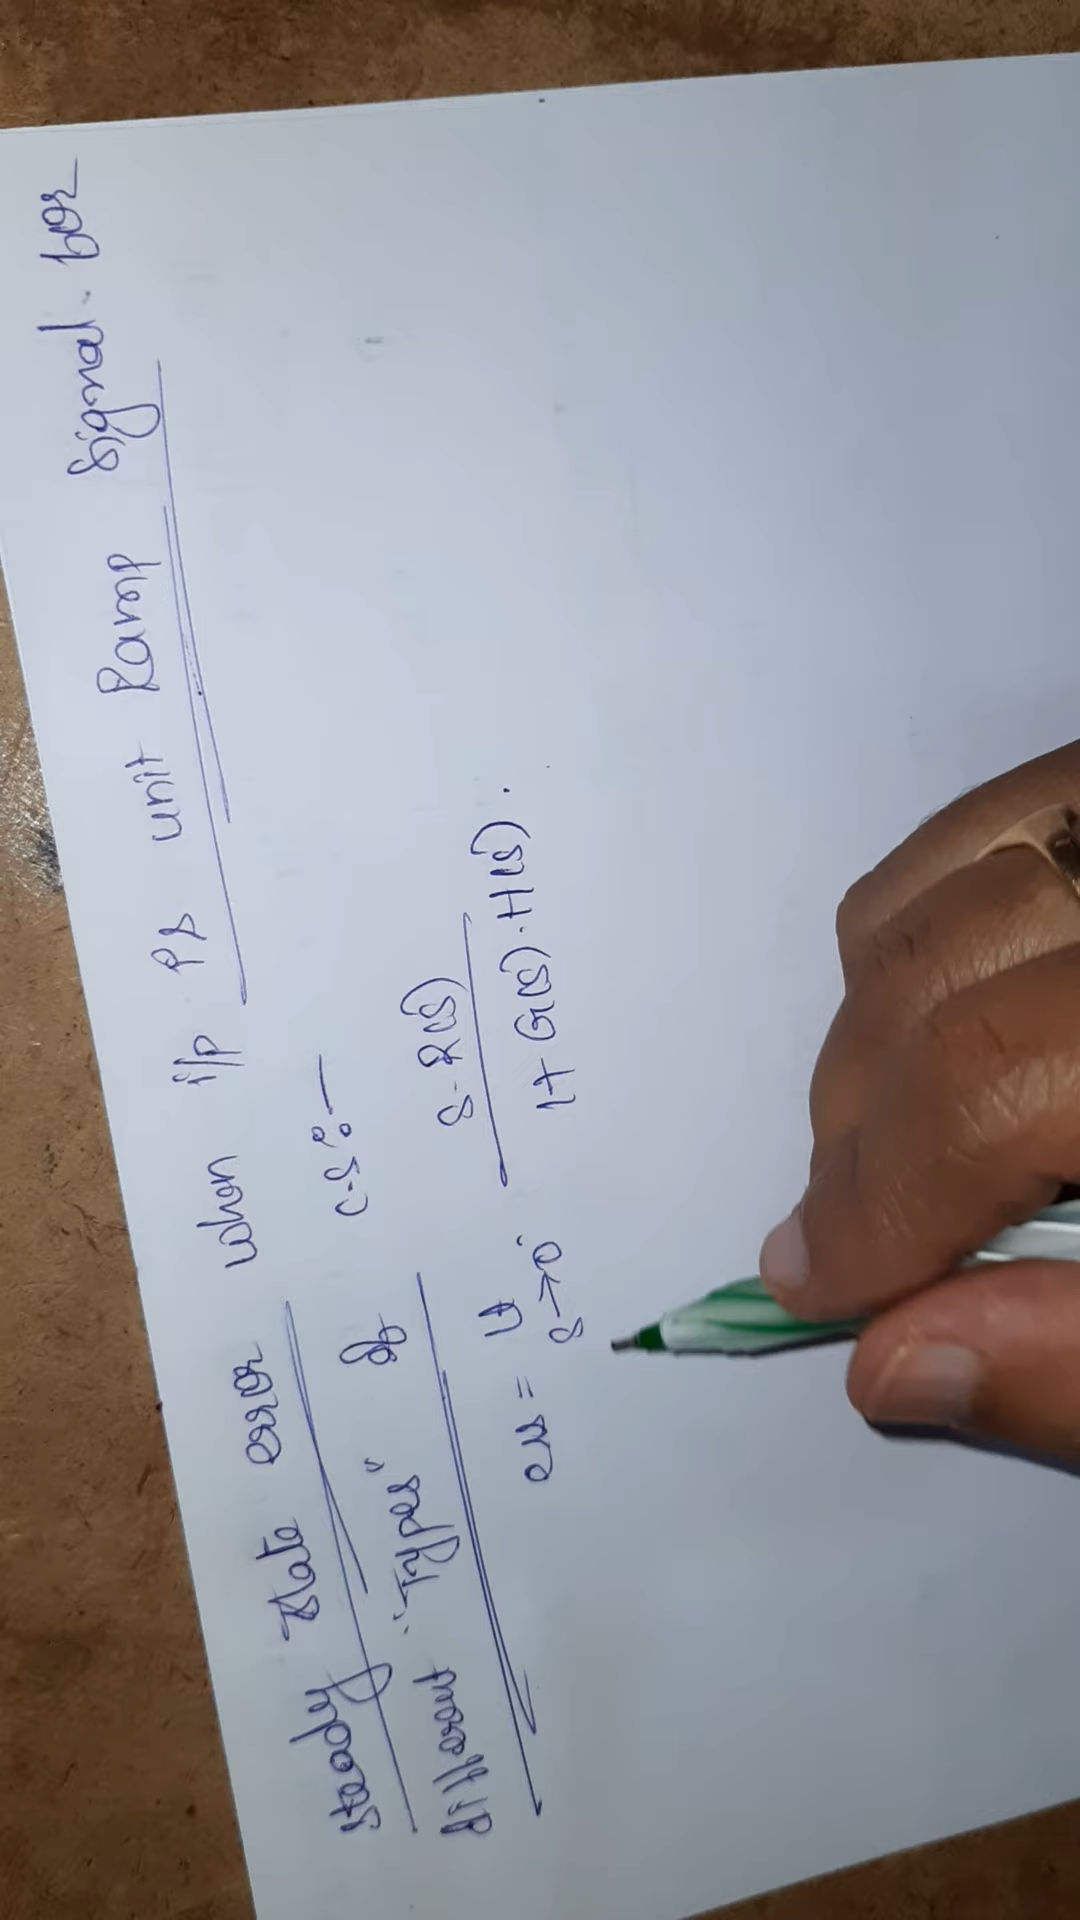 Steady State error when i/p is unit Ramp signal. for
different "Types" of C.S:-
ess = Lt S.R(S)
S→0 1+G(S).H(S).